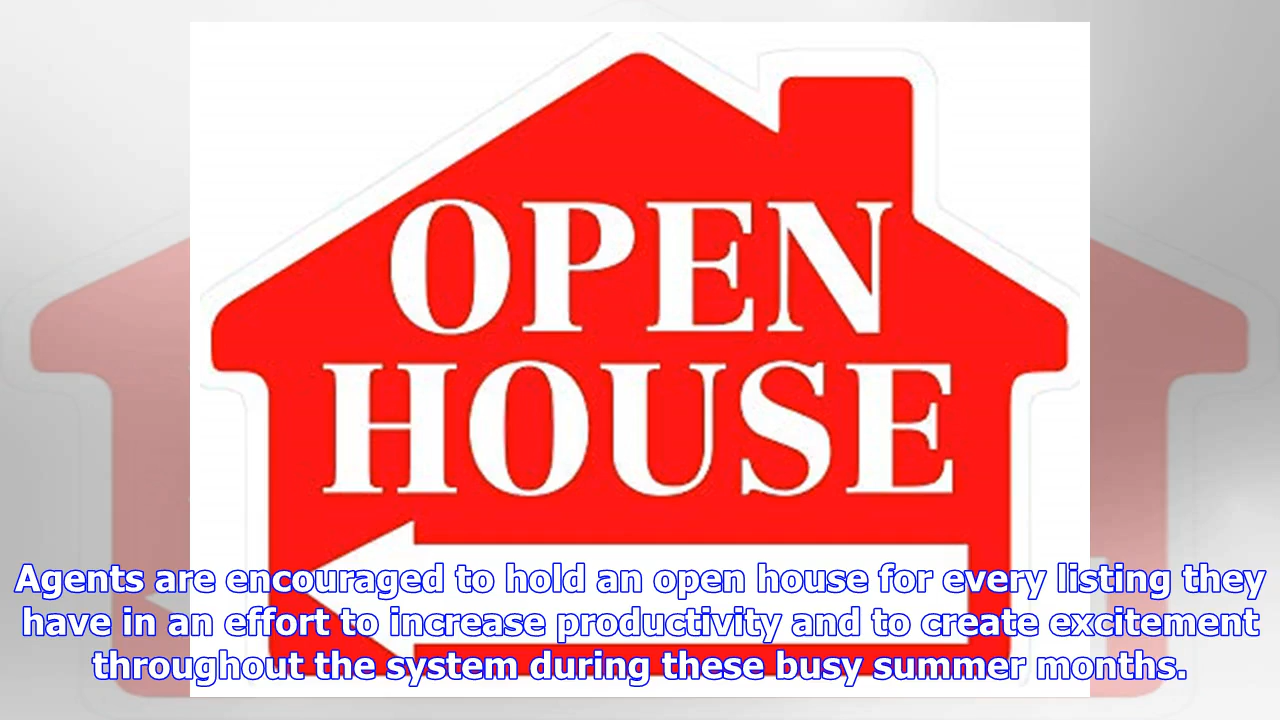 OPEN
HOUSE
Agents are encouraged to hold an open house for every listing they
have in an effort to increase productivity and to create excitement
throughout the system during these busy summer months.